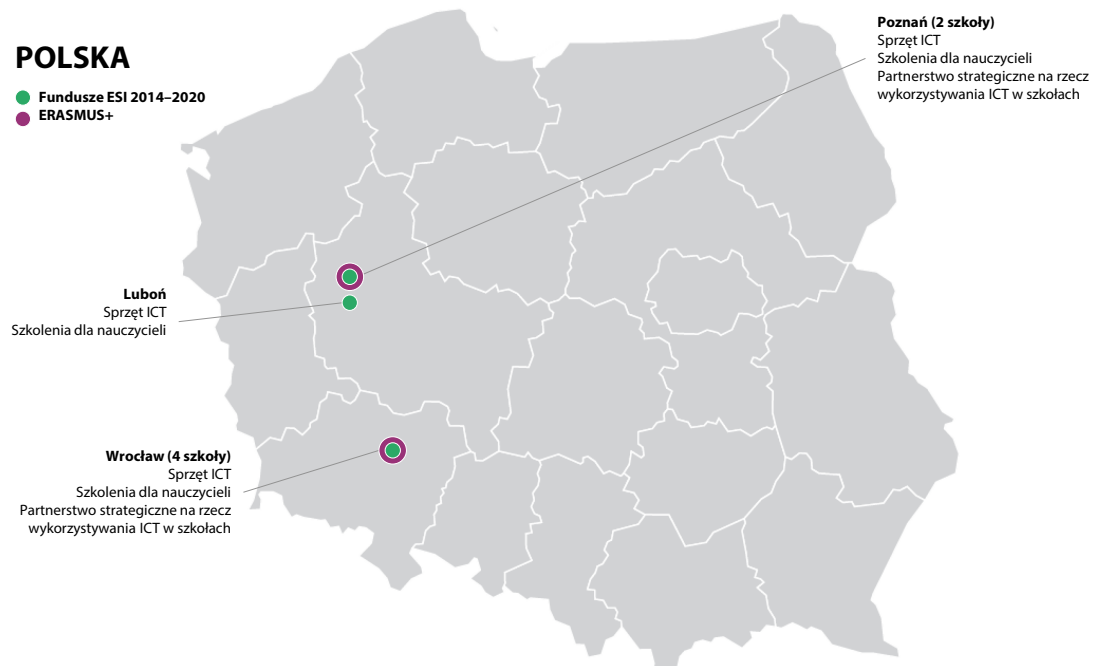 POLSKA
Fundusze ESI 2014–2020
ERASMUS+
Poznań (2 szkoły)
Sprzęt ICT
Szkolenia dla nauczycieli
Partnerstwo strategiczne na rzecz
wykorzystywania ICT w szkołach
Luboń
Sprzęt ICT
Szkolenia dla nauczycieli
Wrocław (4 szkoły)
Sprzęt ICT
Szkolenia dla nauczycieli
Partnerstwo strategiczne na rzecz
wykorzystywania ICT w szkołach